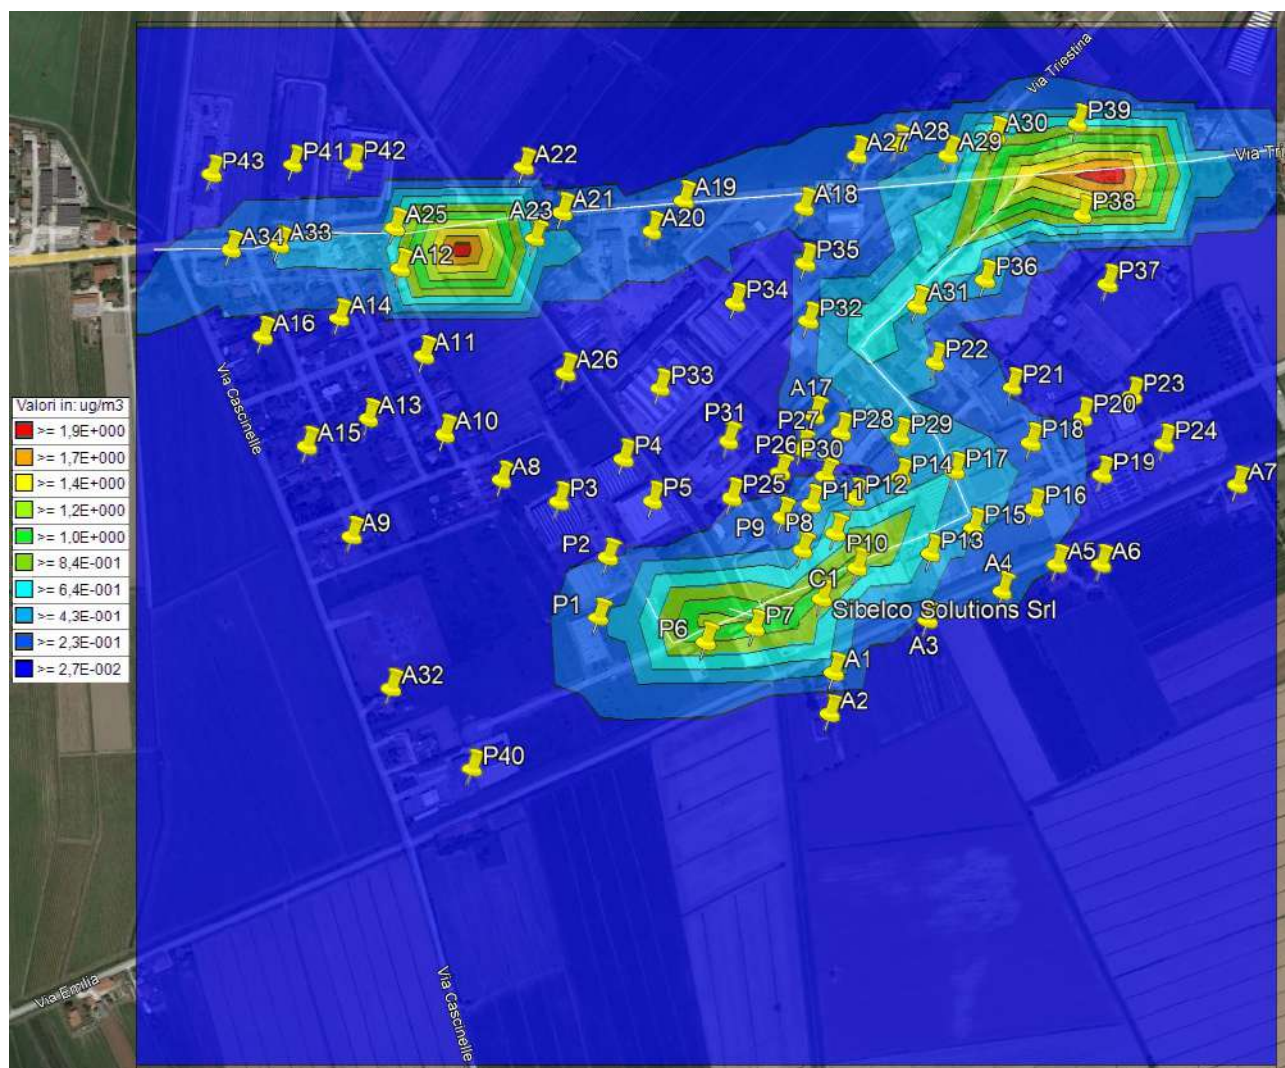 Via Triestina
P39
A30
A28
A27
A29
Via Tri
P43
P41
P42
A22
A19
A18
A21
A25
A23
A20
P38
A34
A33
A12
P35
P36
P37
P34
A31
A14
P32
A16
A11
P22
A26
P33
P21
P23
Via Cascinelle
Valori in: ug/m3
>= 1,9E+000
>= 1,7E+000
>= 1,4E+000
>= 1,2E+000
>= 1,0E+000
>= 8,4E-001
>= 6,4E-001
>= 4,3E-001
>= 2,3E-001
>= 2,7E-002
A17
P20
A13
P27
P28
P29
A15
A10
P31
P18
P24
P4
P26
P30
P14
P17
P19
A8
A7
P3
P5
P25
P11
P12
P16
A9
P9
P8
P15
P2
P10
P13
A4
A5
A6
P1
C1
Sibelco Solutions Srl
P6
P7
A3
A1
A32
A2
P40
Via Emilia
Via Cascinelle